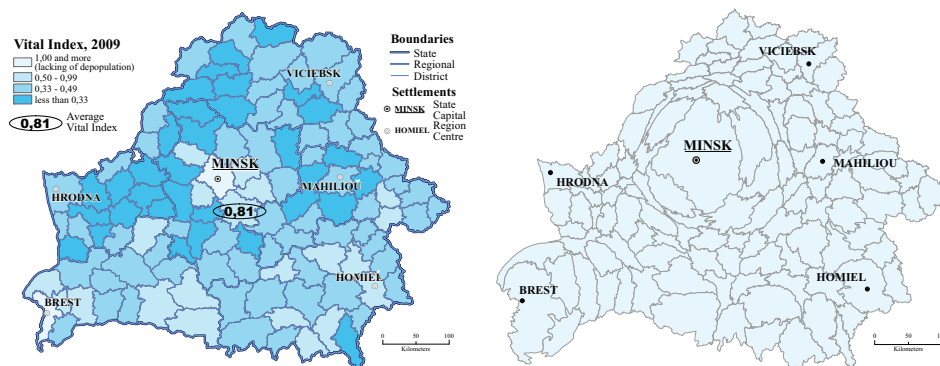 Vital Index, 2009
1,00 and more
(lacking of depopulation)
0,50 - 0,99
0,33 - 0,49
less than 0,33
0,81 Average
Vital Index
Boundaries
State
Regional
District
Settlements
MINSK State
Capital
HOMIEL Region
Centre
VICIEBSK
MINSK
HRODNA
MAHILIOU
0,81
HOMIEL
BREST
0 50 100
Kilometers
VICIEBSK
MINSK
MAHILIOU
HRODNA
HOMIEL
BREST
0 50 100
Kilometers